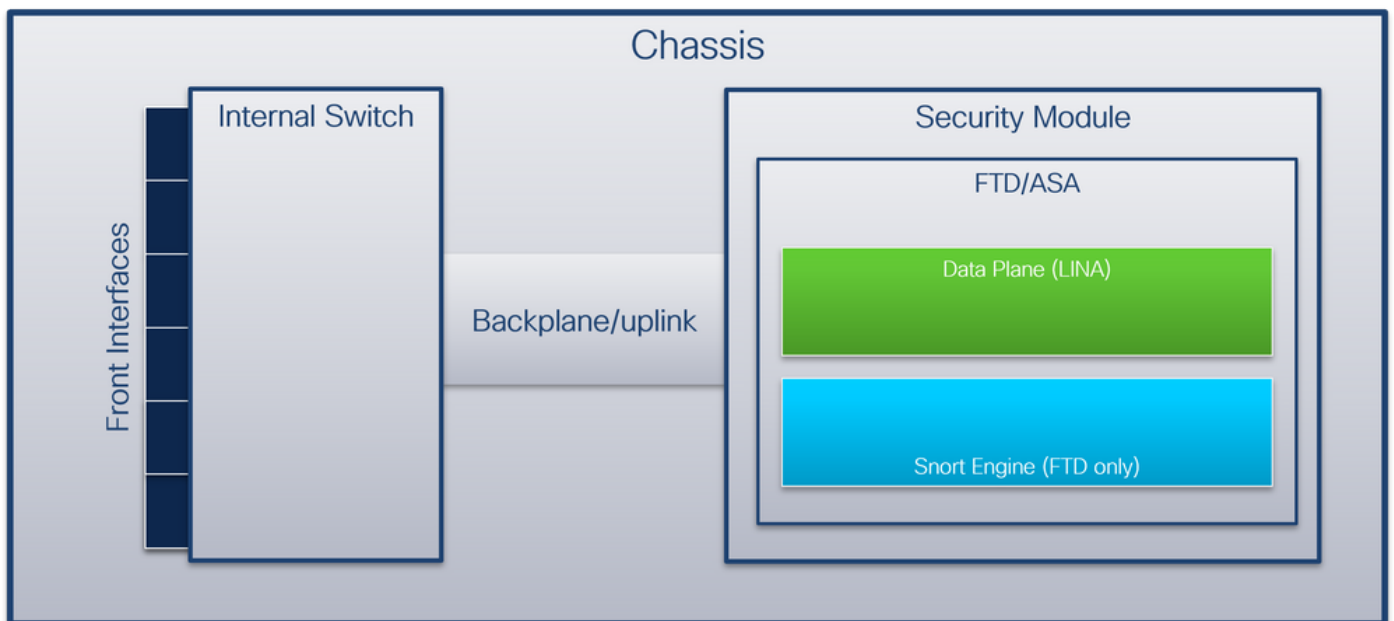 Chassis
Internal Switch
Front Interfaces
Backplane/uplink
Security Module
FTD/ASA
Data Plane (LINA)
Snort Engine (FTD only)